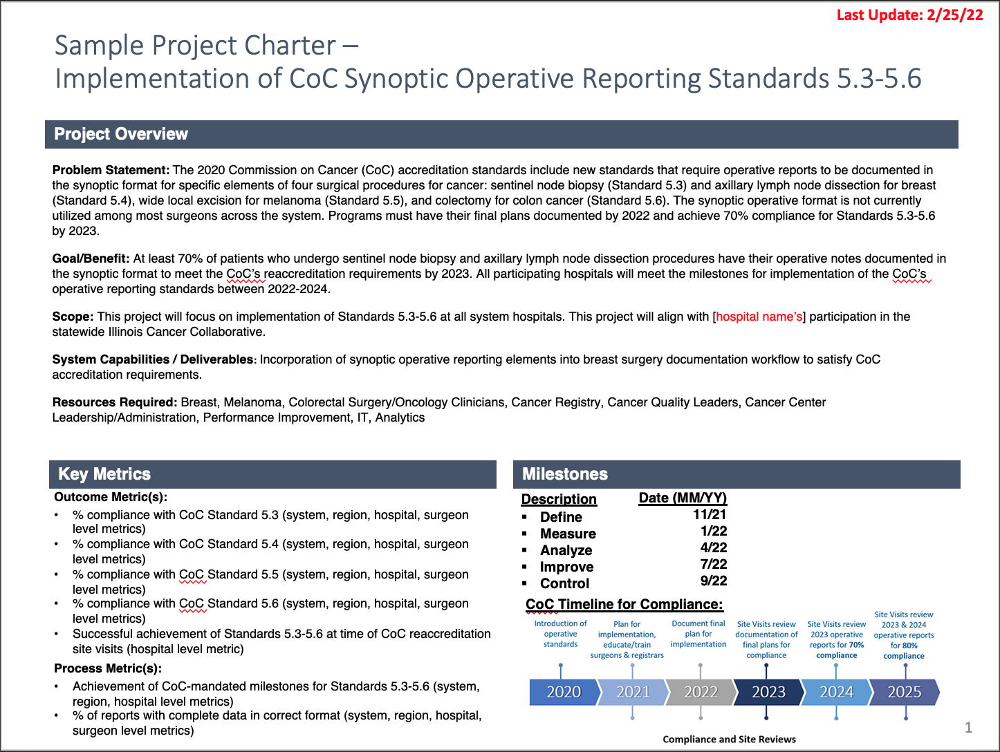 Last Update: 2/25/22
Sample Project Charter –
Implementation of CoC Synoptic Operative Reporting Standards 5.3-5.6
Project Overview
Problem Statement: The 2020 Commission on Cancer (CoC) accreditation standards include new standards that require operative reports to be documented in
the synoptic format for specific elements of four surgical procedures for cancer: sentinel node biopsy (Standard 5.3) and axillary lymph node dissection for breast
(Standard 5.4), wide local excision for melanoma (Standard 5.5), and colectomy for colon cancer (Standard 5.6). The synoptic operative format is not currently
utilized among most surgeons across the system. Programs must have their final plans documented by 2022 and achieve 70% compliance for Standards 5.3-5.6
by 2023.
Goal/Benefit: At least 70% of patients who undergo sentinel node biopsy and axillary lymph node dissection procedures have their operative notes documented in
the synoptic format to meet the CoC’s reaccreditation requirements by 2023. All participating hospitals will meet the milestones for implementation of the CoC’s
operative reporting standards between 2022-2024.
Scope: This project will focus on implementation of Standards 5.3-5.6 at all system hospitals. This project will align with [hospital name’s] participation in the
statewide Illinois Cancer Collaborative.
System Capabilities / Deliverables: Incorporation of synoptic operative reporting elements into breast surgery documentation workflow to satisfy CoC
accreditation requirements.
Resources Required: Breast, Melanoma, Colorectal Surgery/Oncology Clinicians, Cancer Registry, Cancer Quality Leaders, Cancer Center
Leadership/Administration, Performance Improvement, IT, Analytics
Key Metrics
Outcome Metric(s):
• % compliance with CoC Standard 5.3 (system, region, hospital, surgeon
level metrics)
• % compliance with CoC Standard 5.4 (system, region, hospital, surgeon
level metrics)
• % compliance with CoC Standard 5.5 (system, region, hospital, surgeon
level metrics)
• % compliance with CoC Standard 5.6 (system, region, hospital, surgeon
level metrics)
• Successful achievement of Standards 5.3-5.6 at time of CoC reaccreditation
site visits (hospital level metric)
Process Metric(s):
• Achievement of CoC-mandated milestones for Standards 5.3-5.6 (system,
region, hospital level metrics)
• % of reports with complete data in correct format (system, region, hospital,
surgeon level metrics)
Milestones
Description Date (MM/YY)
▪ Define 11/21
▪ Measure 1/22
▪ Analyze 4/22
▪ Improve 7/22
▪ Control 9/22
CoC Timeline for Compliance:
Introduction of
operative
standards
Plan for
implementation,
educate/train
surgeons & registrars
Document final
plan for
implementation
Site Visits review
documentation of
final plans for
compliance
Site Visits review
2023 operative
reports for 70%
compliance
Site Visits review
2023 & 2024
operative reports
for 80%
compliance
2020 2021 2022 2023 2024 2025
Compliance and Site Reviews
1